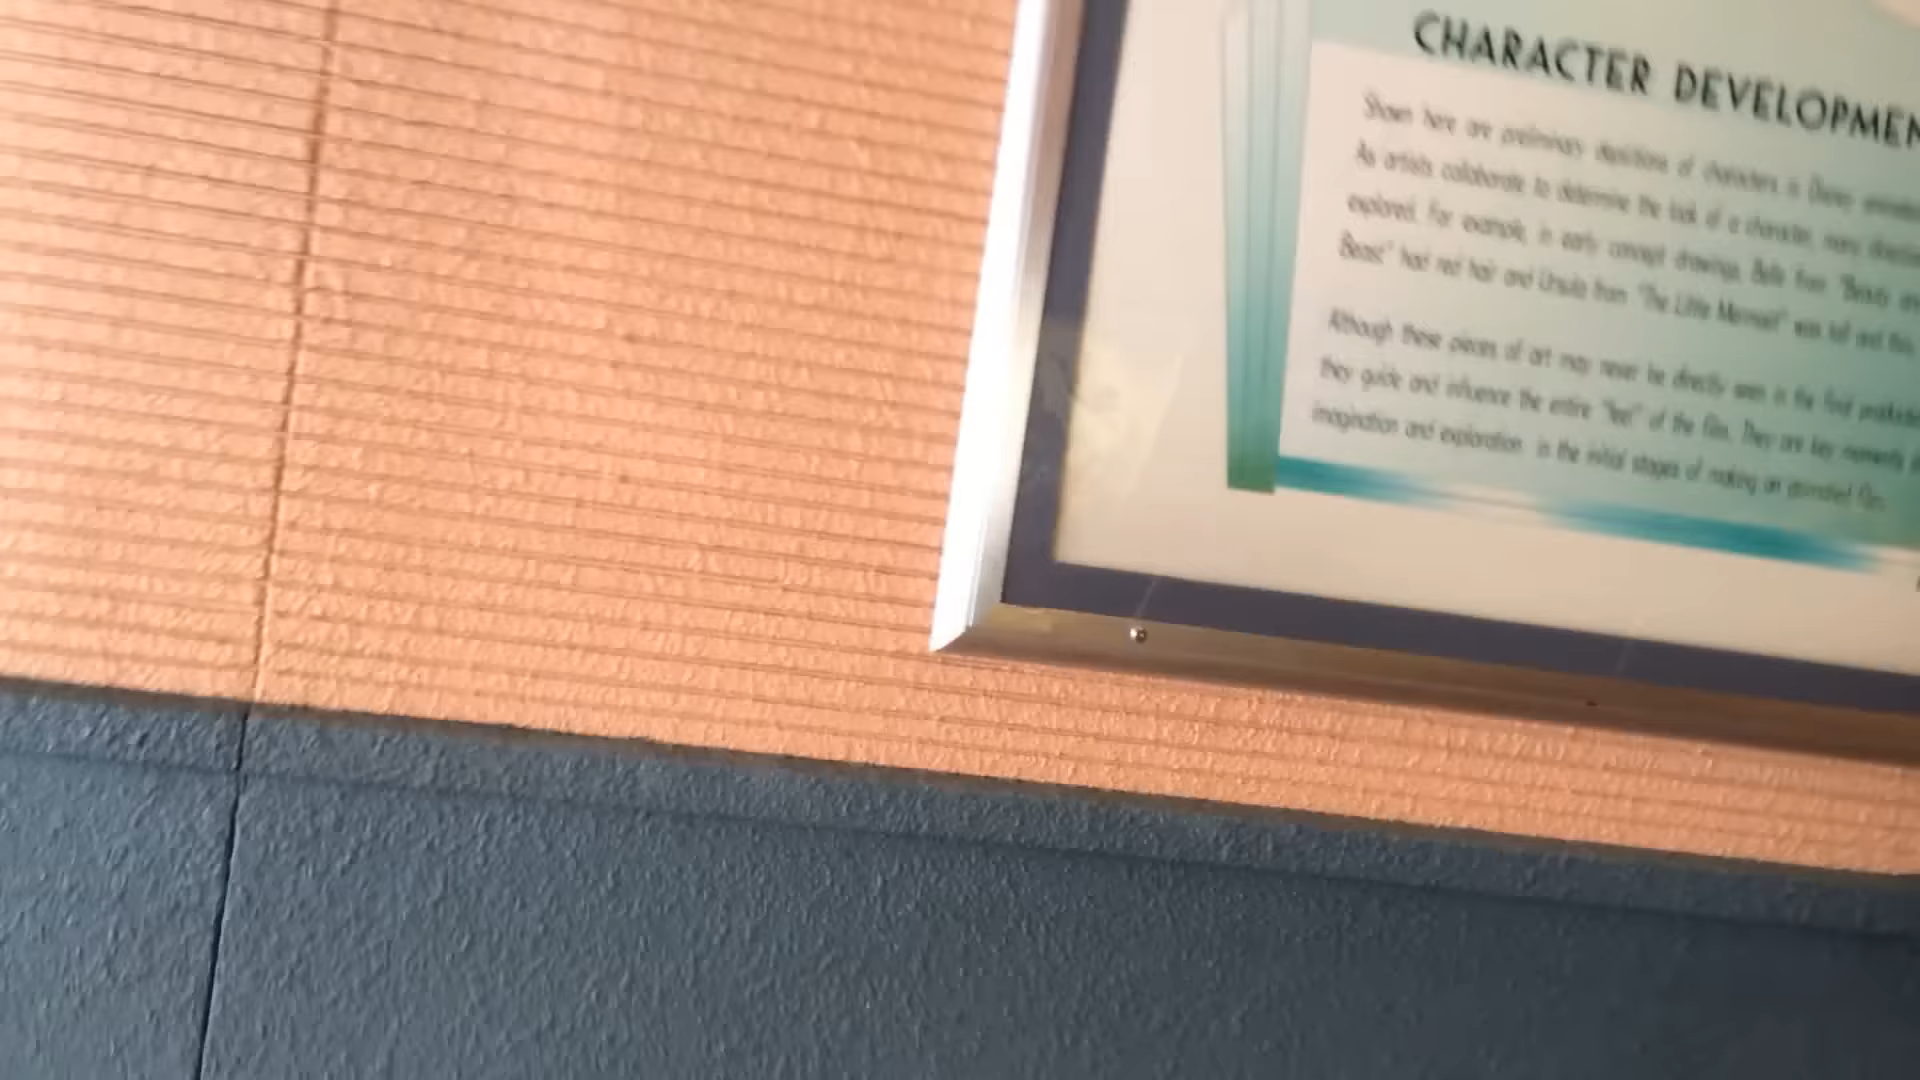 CHARACTER DEVELOPMEN
Shown here are preliminary depictions of characters in Disney
As artists collaborate to determine the look of a character, many
explored. For example, in early concept drawings, Belle from "Beauty and
Beast" had red hair and Ursula from "The Little Mermaid" was tall and thin.
Although these pieces of art may never be directly seen in the final
they guide and influence the entire "feel" of the film. They are key
imagination and exploration in the initial stages of making an animated film.